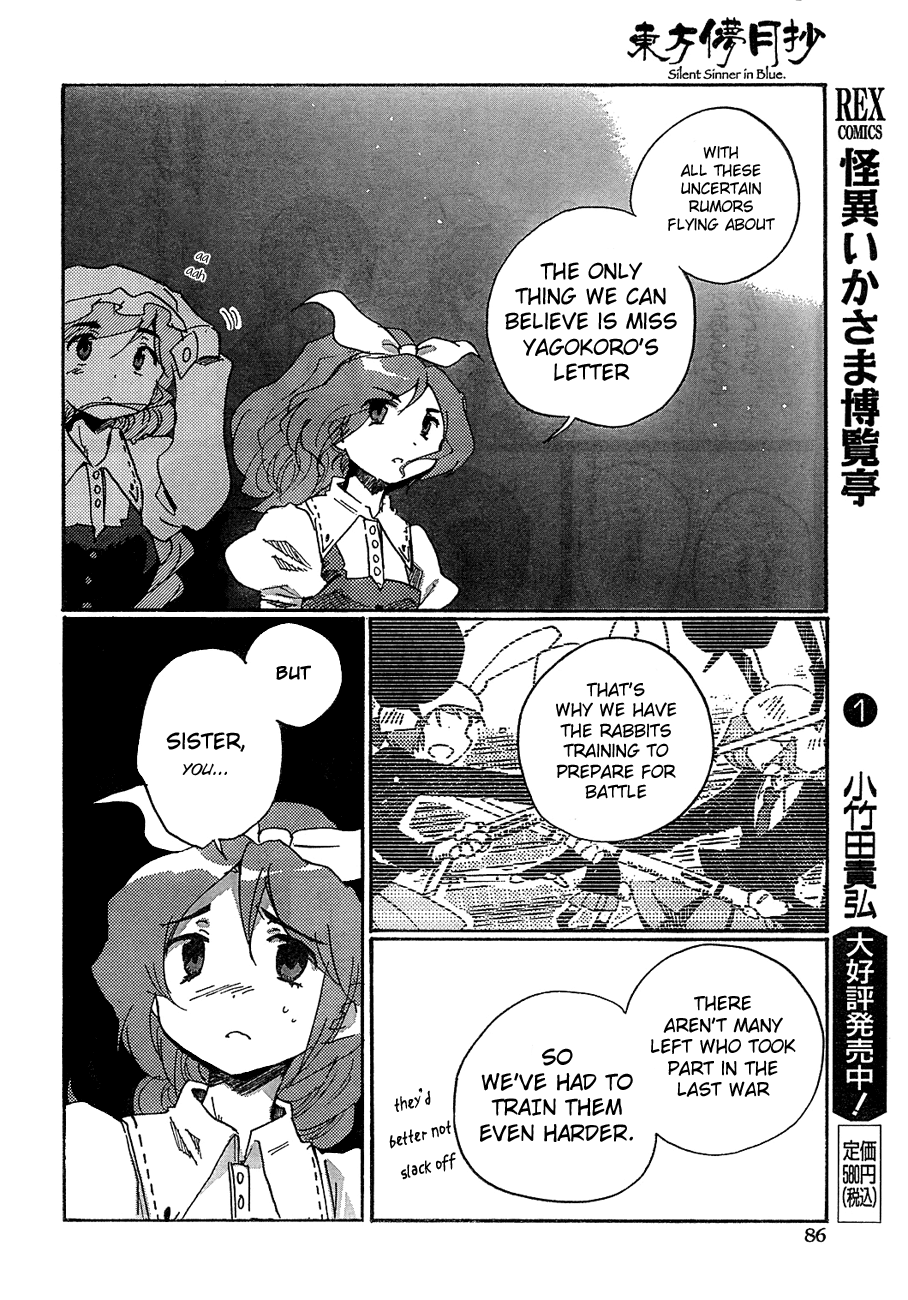 東方儚月抄
Silent Sinner in Blue.
WITH
ALL THESE
UNCERTAIN
RUMORS
FLYING ABOUT
THE ONLY
THING WE CAN
BELIEVE IS MISS
YAGOKORO'S
LETTER
aa
aah
THAT'S
WHY WE HAVE
THE RABBITS
TRAINING TO
PREPARE FOR
BATTLE
THERE
AREN'T MANY
LEFT WHO TOOK
PART IN THE
LAST WAR
SO
WE'VE HAD TO
TRAIN THEM
EVEN HARDER.
they'd
better not
slack off
BUT
SISTER,
YOU...
REX
COMICS
怪異いかさま博覧亭
1
小竹田貴弘
大好評発売中!
定価
580円
(税込)
86